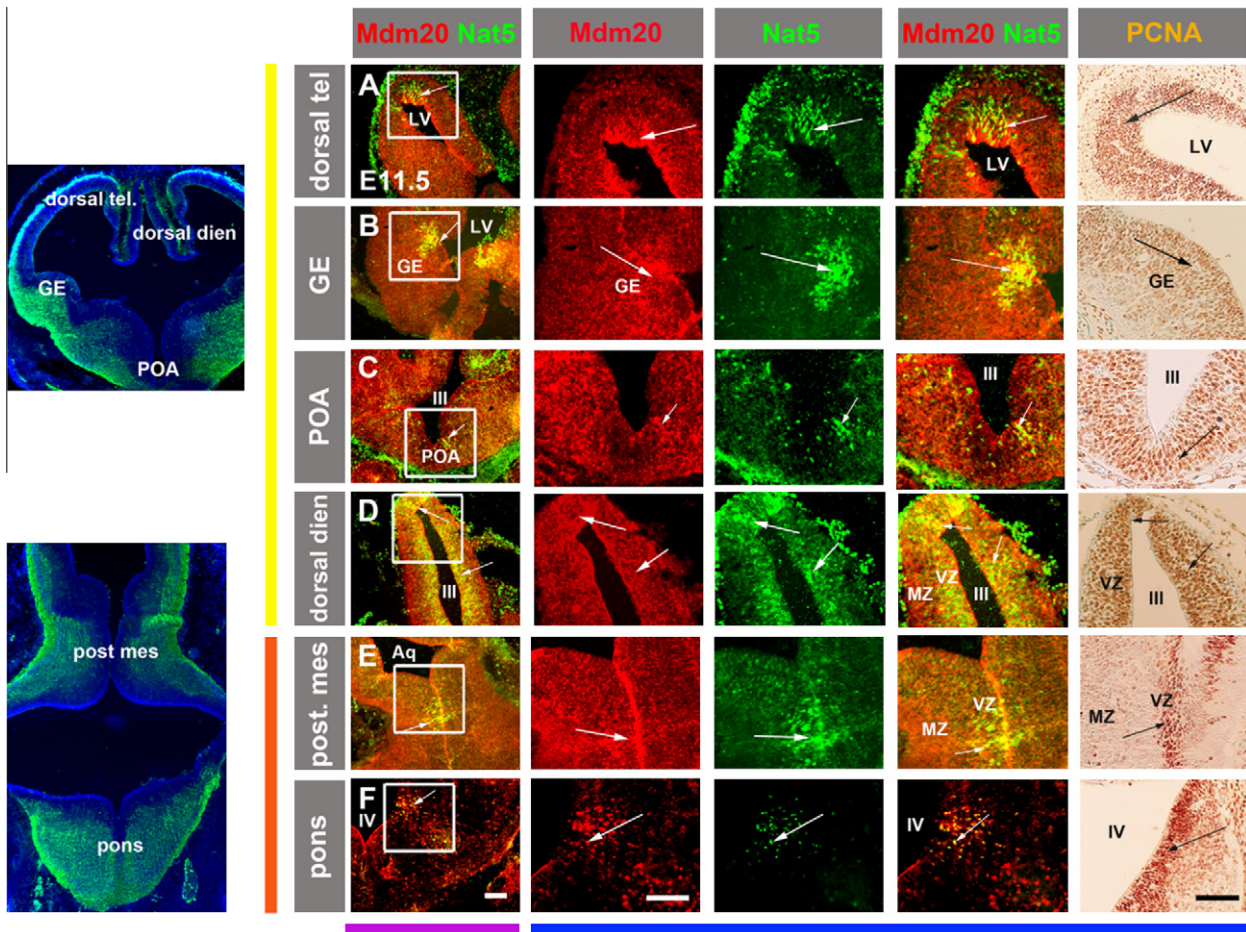 Mdm20 Nat5 Mdm20 Nat5 Mdm20 Nat5 PCNA
dorsal tel.
dorsal dien
GE
POA
post mes
pons
dorsal tel
A
LV
E11.5
LV
LV
GE
B
LV
GE
GE
GE
POA
C
III
POA
III
III
dorsal dien
D
III
VZ
MZ
III
VZ
III
post. mes
E
Aq
VZ
MZ
VZ
MZ
pons
F
IV
IV
IV